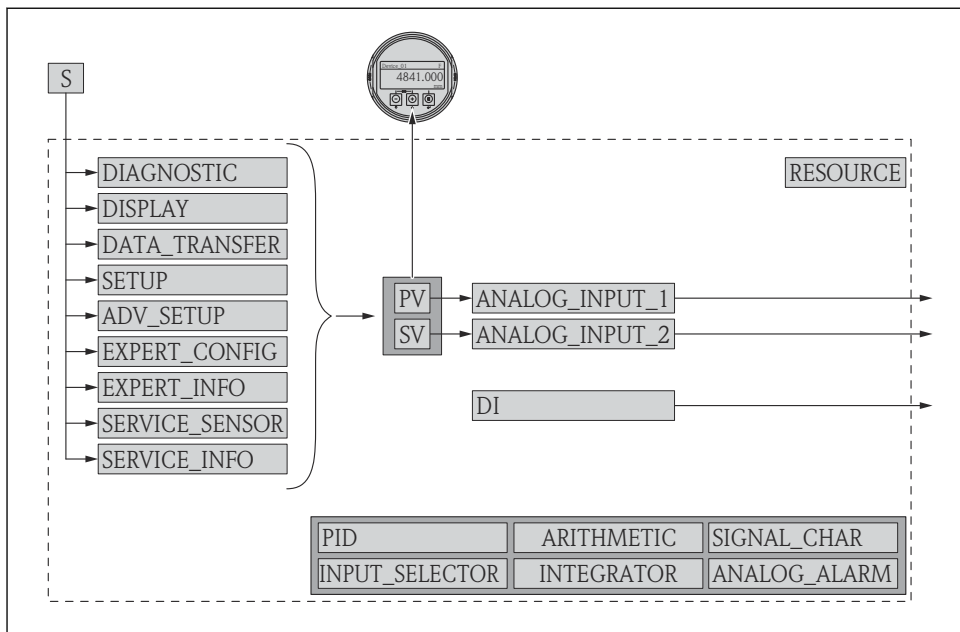 S
Device_01 F
4841.000
mm
DIAGNOSTIC
RESOURCE
DISPLAY
DATA_TRANSFER
SETUP
PV
ANALOG_INPUT_1
ADV_SETUP
SV
ANALOG_INPUT_2
EXPERT_CONFIG
EXPERT_INFO
DI
SERVICE_SENSOR
SERVICE_INFO
PID
ARITHMETIC
SIGNAL_CHAR
INPUT_SELECTOR
INTEGRATOR
ANALOG_ALARM